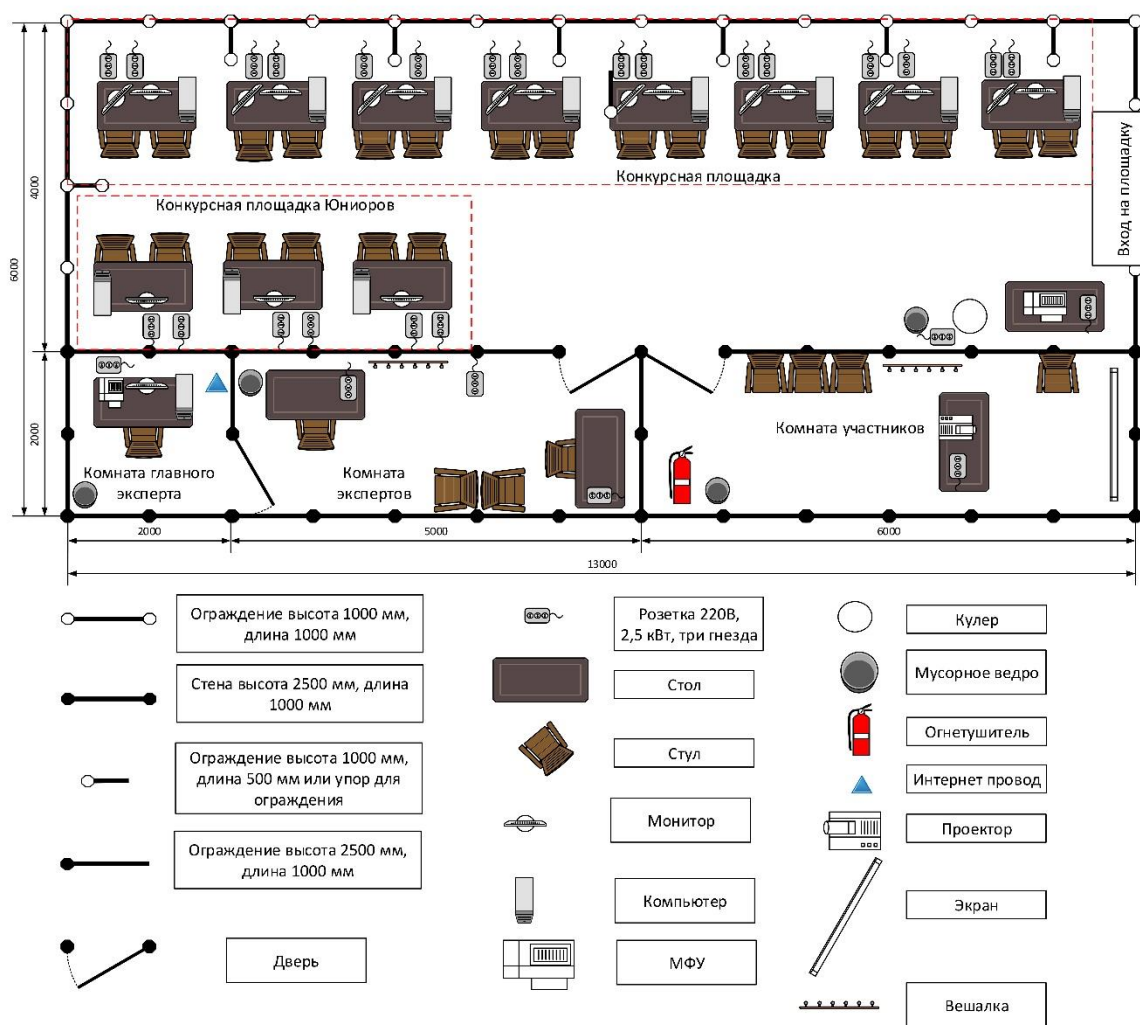 Конкурсная площадка
Вход на площадку
4000
6000
Конкурсная площадка Юниоров
2000
Комната главного
эксперта
Комната
экспертов
Комната участников
2000
5000
6000
13000
Ограждение высота 1000 мм,
длина 1000 мм
Стена высота 2500 мм, длина
1000 мм
Ограждение высота 1000 мм,
длина 500 мм или упор для
ограждения
Ограждение высота 2500 мм,
длина 1000 мм
Дверь
Розетка 220В,
2,5 кВт, три гнезда
Стол
Стул
Монитор
Компьютер
МФУ
Кулер
Мусорное ведро
Огнетушитель
Интернет провод
Проектор
Экран
Вешалка